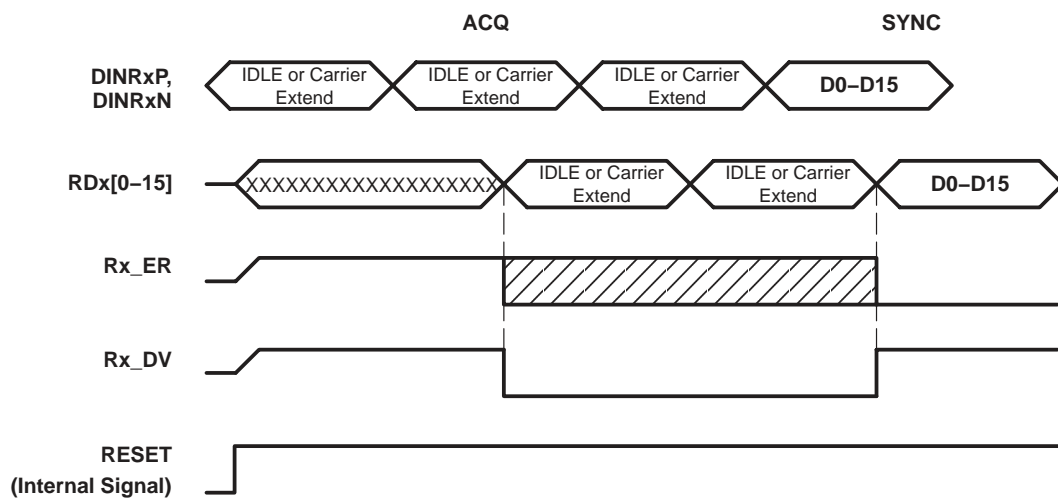 ACQ SYNC
DINRxP,
DINRxN
IDLE or Carrier
Extend
IDLE or Carrier
Extend
IDLE or Carrier
Extend
D0–D15
RDx[0–15]
XXXXXXXXXXXXXXXXXXX
IDLE or Carrier
Extend
IDLE or Carrier
Extend
D0–D15
Rx_ER
Rx_DV
RESET
(Internal Signal)